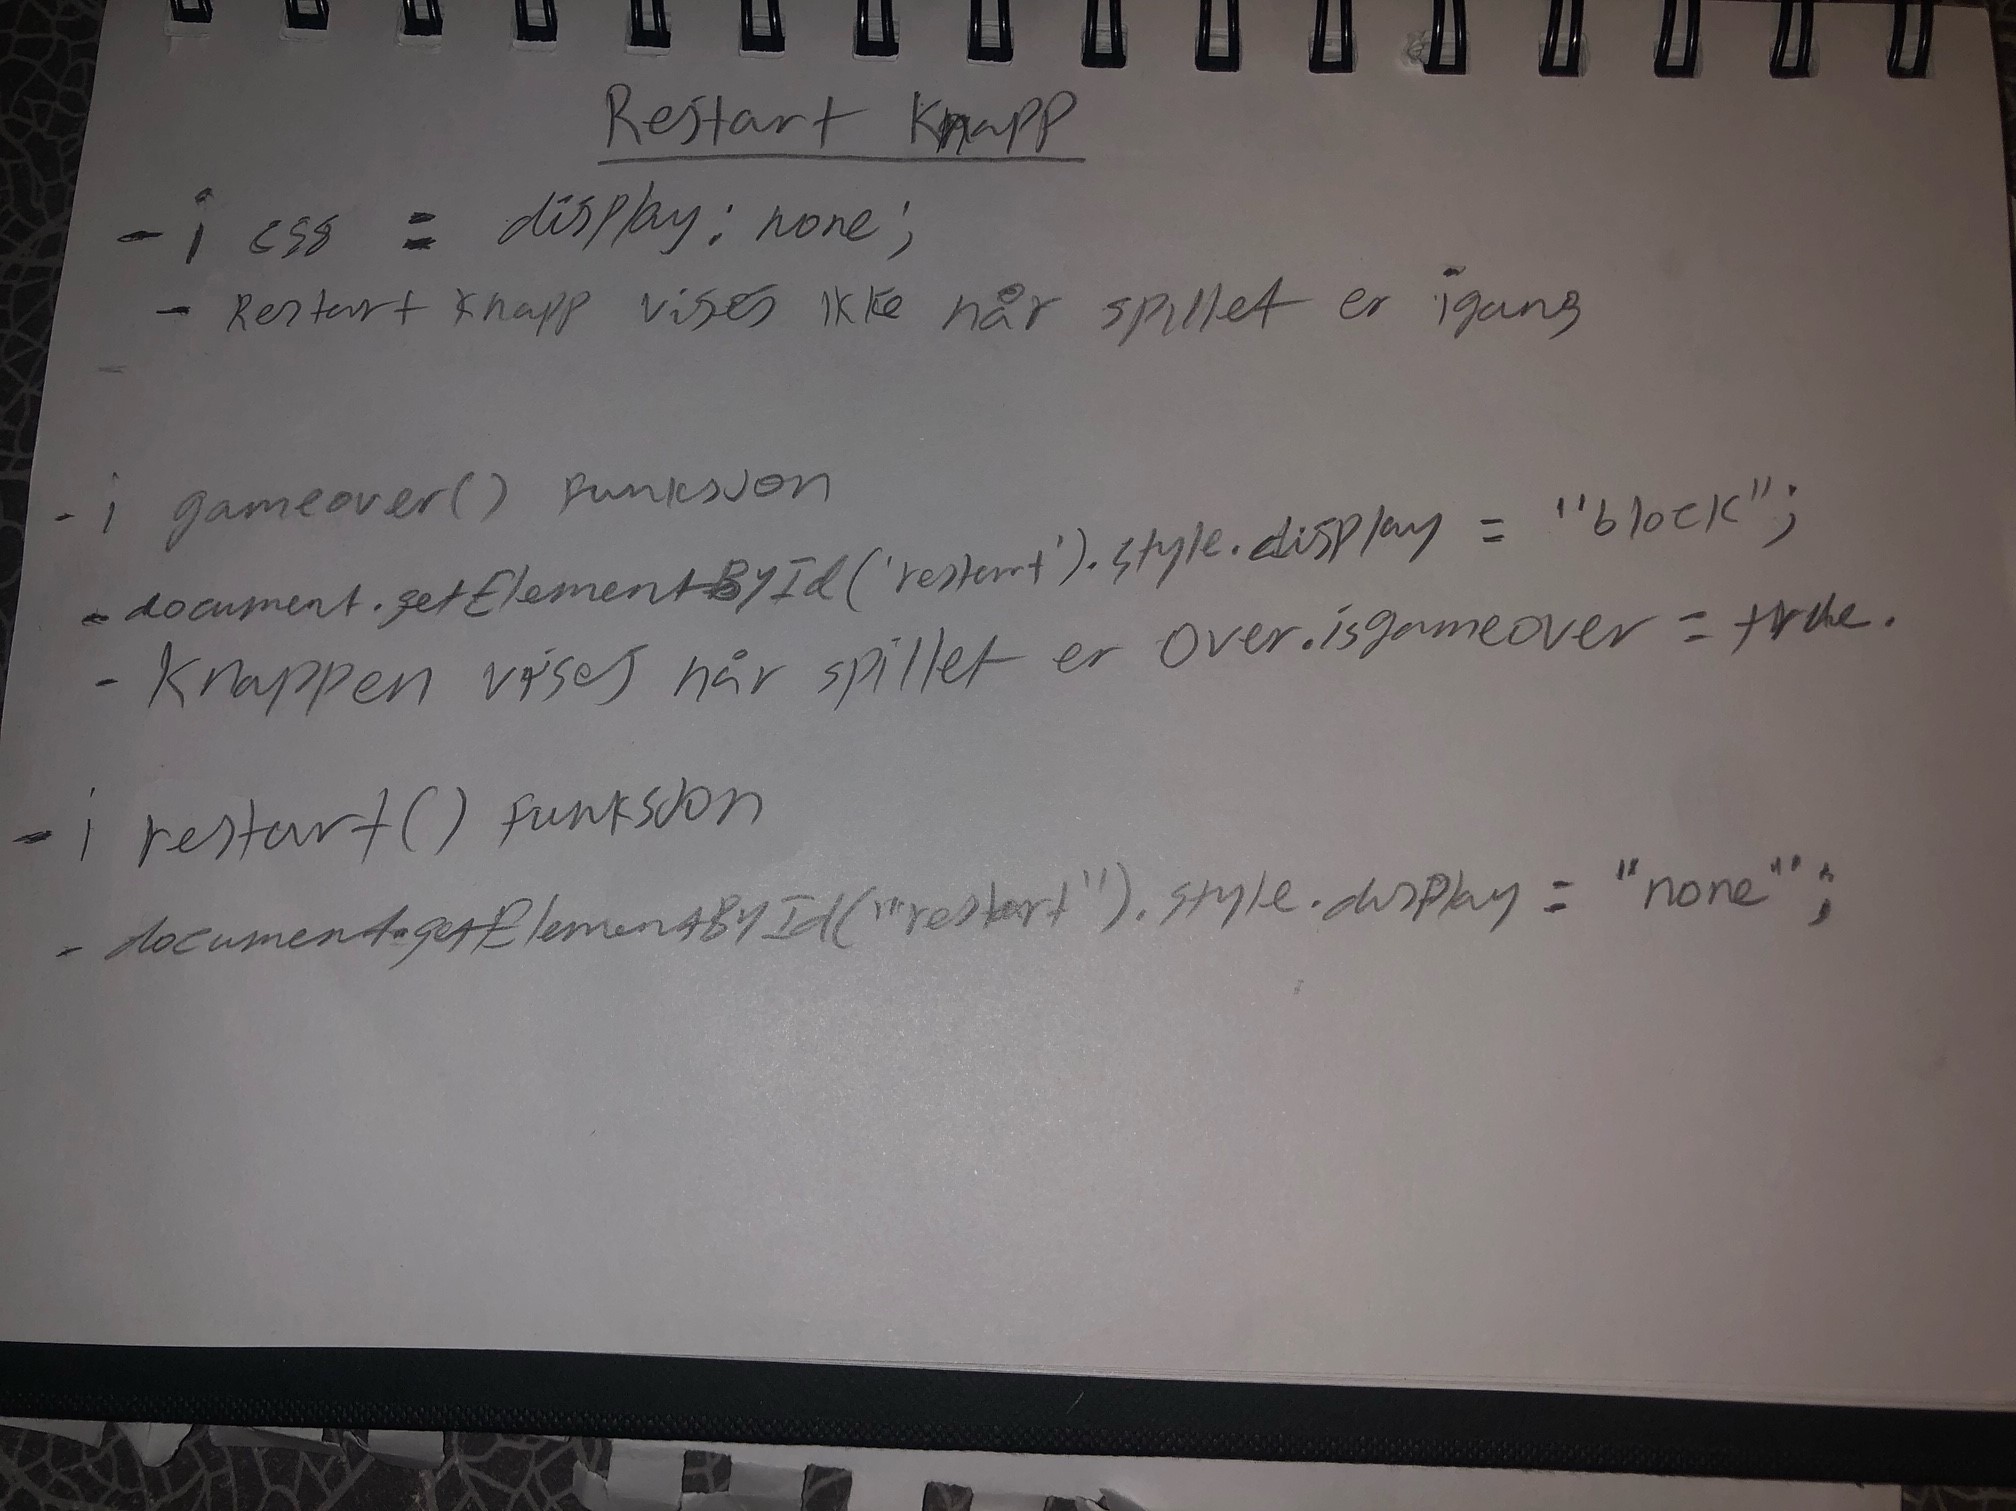 Restart Knapp
- i css = display: none;
- Restart Knapp vises ikke når spillet er igang
-
- i gameover() funksjon
- document.getElementById('restart').style.display = "block";
- Knappen vises når spillet er over.isgameover = true.
- i restart() funksjon
- document.getElementById("restart").style.display = "none";